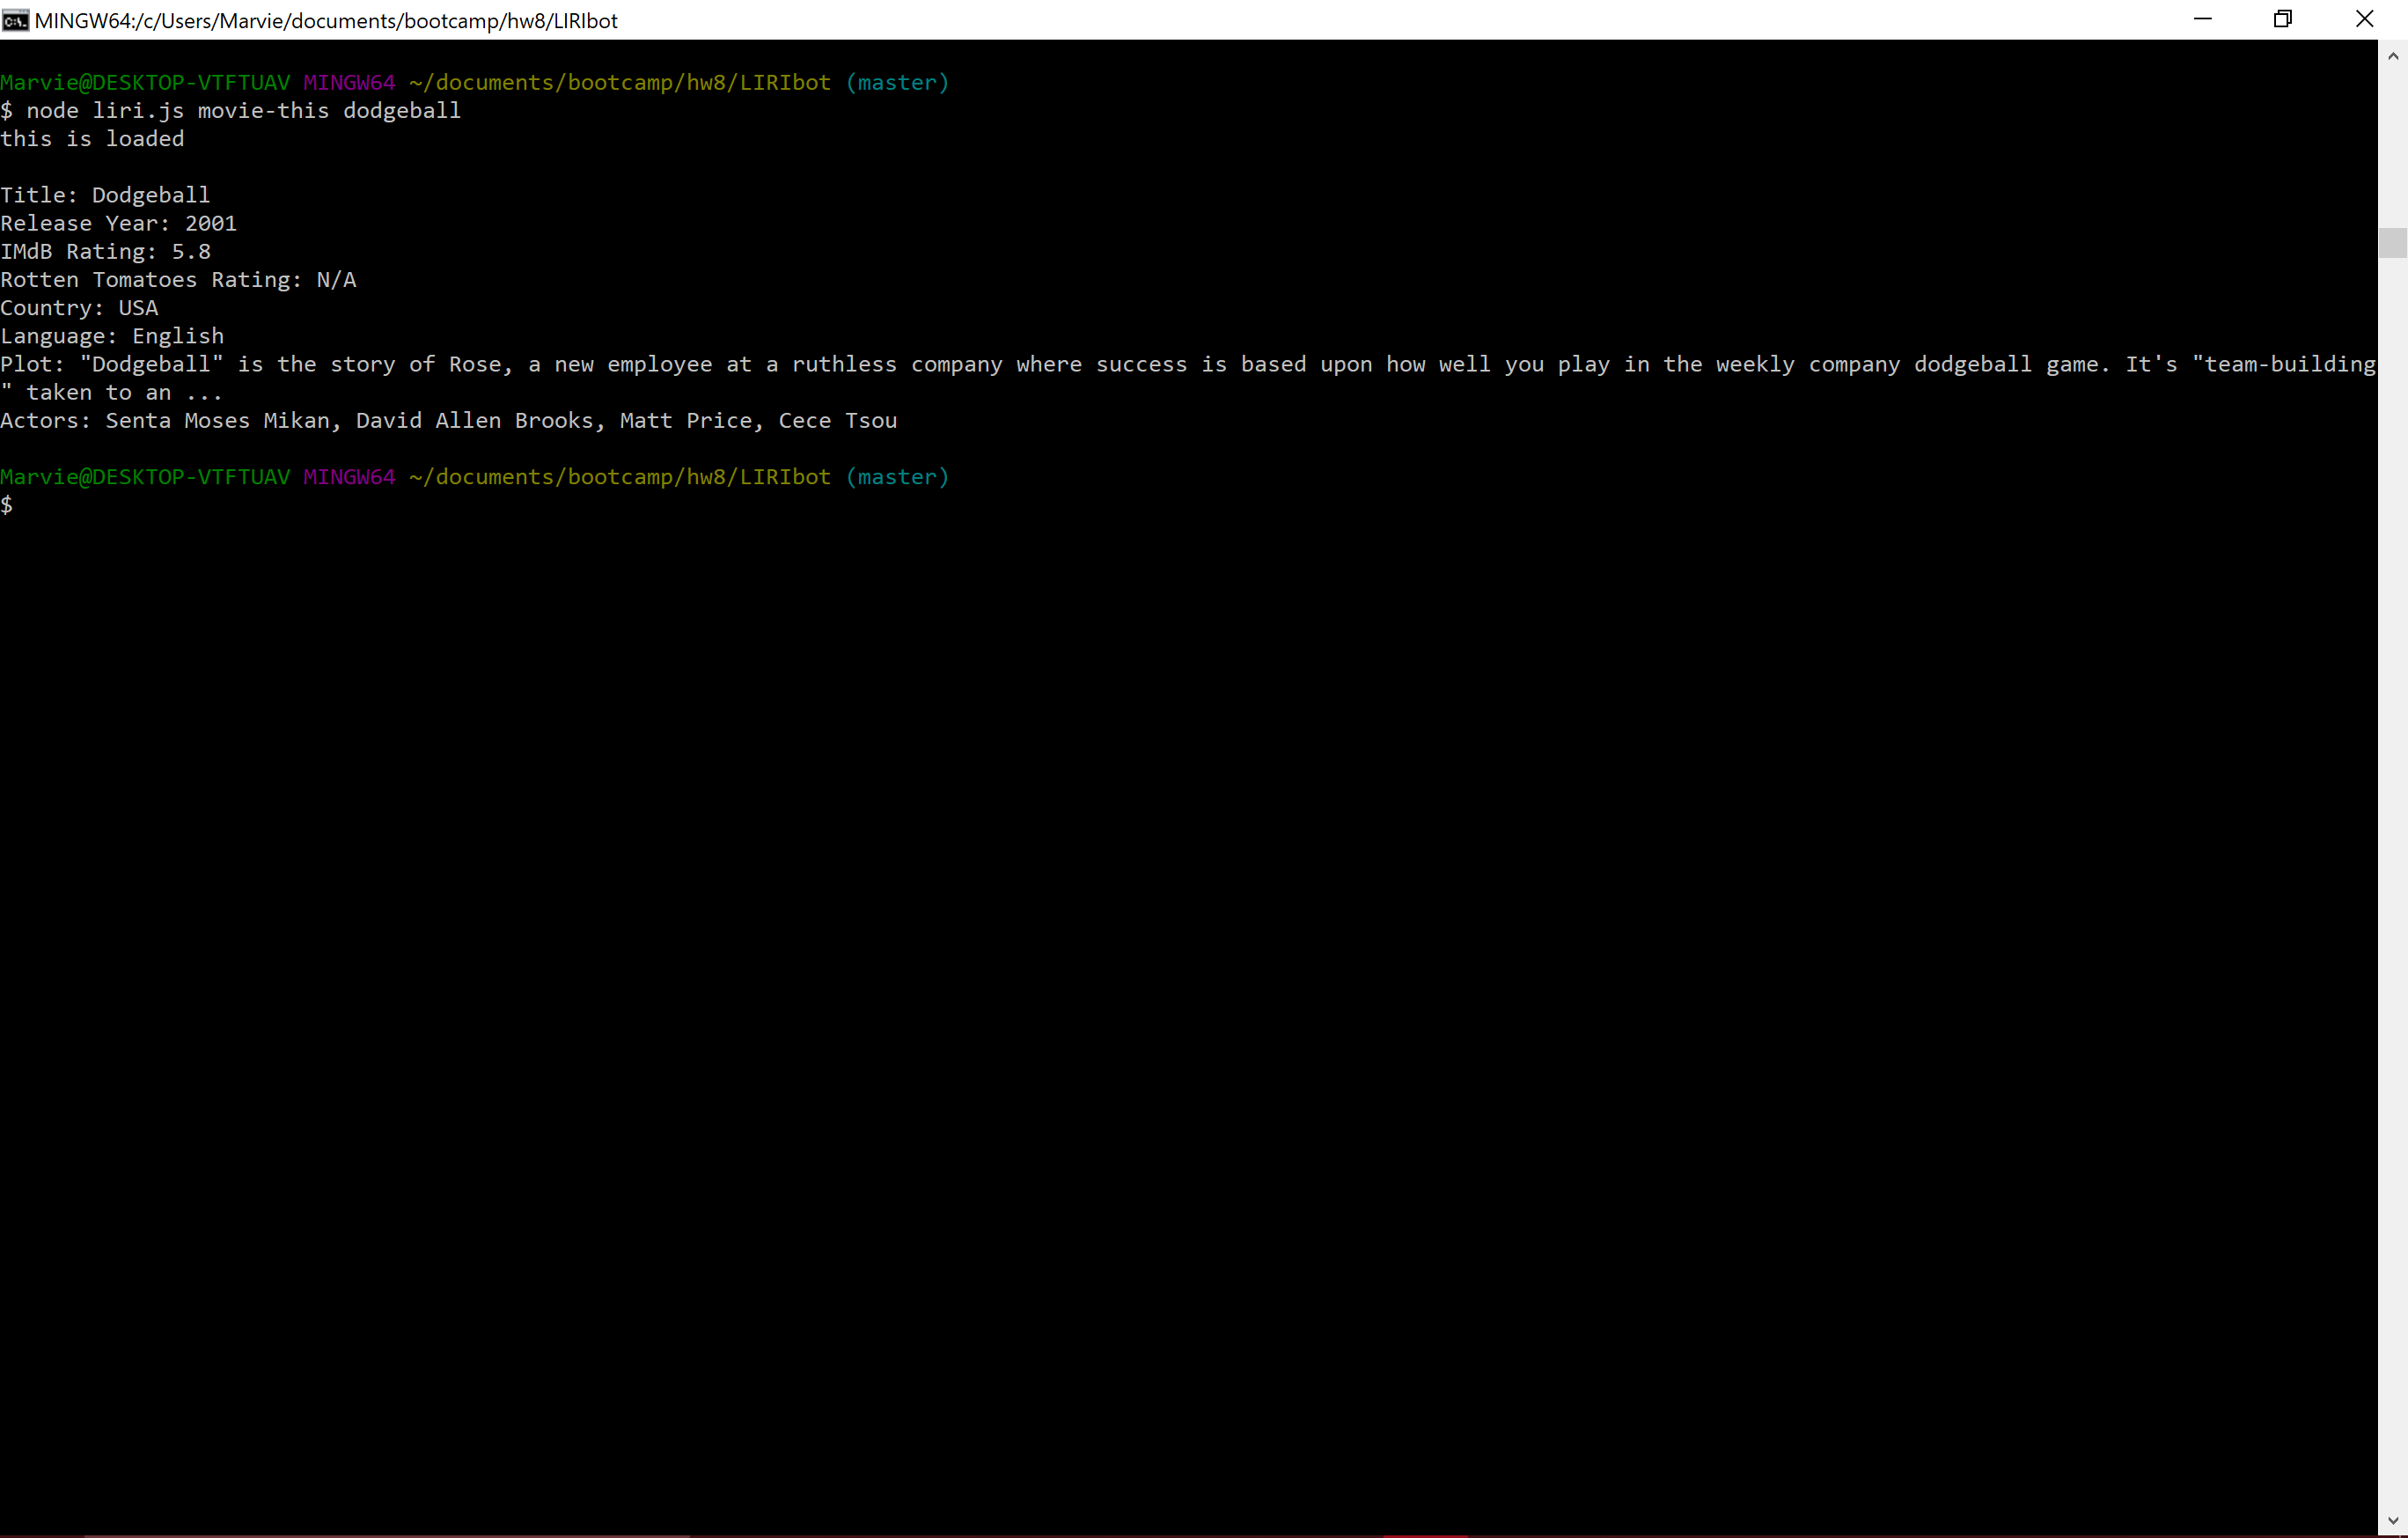 MINGW64:/c/Users/Marvie/documents/bootcamp/hw8/LIRIbot
Marvie@DESKTOP-VTFTUAV MINGW64 ~/documents/bootcamp/hw8/LIRIbot (master)
$ node liri.js movie-this dodgeball
this is loaded
Title: Dodgeball
Release Year: 2001
IMdB Rating: 5.8
Rotten Tomatoes Rating: N/A
Country: USA
Language: English
Plot: "Dodgeball" is the story of Rose, a new employee at a ruthless company where success is based upon how well you play in the weekly company dodgeball game. It's "team-building
" taken to an ...
Actors: Senta Moses Mikan, David Allen Brooks, Matt Price, Cece Tsou
Marvie@DESKTOP-VTFTUAV MINGW64 ~/documents/bootcamp/hw8/LIRIbot (master)
$